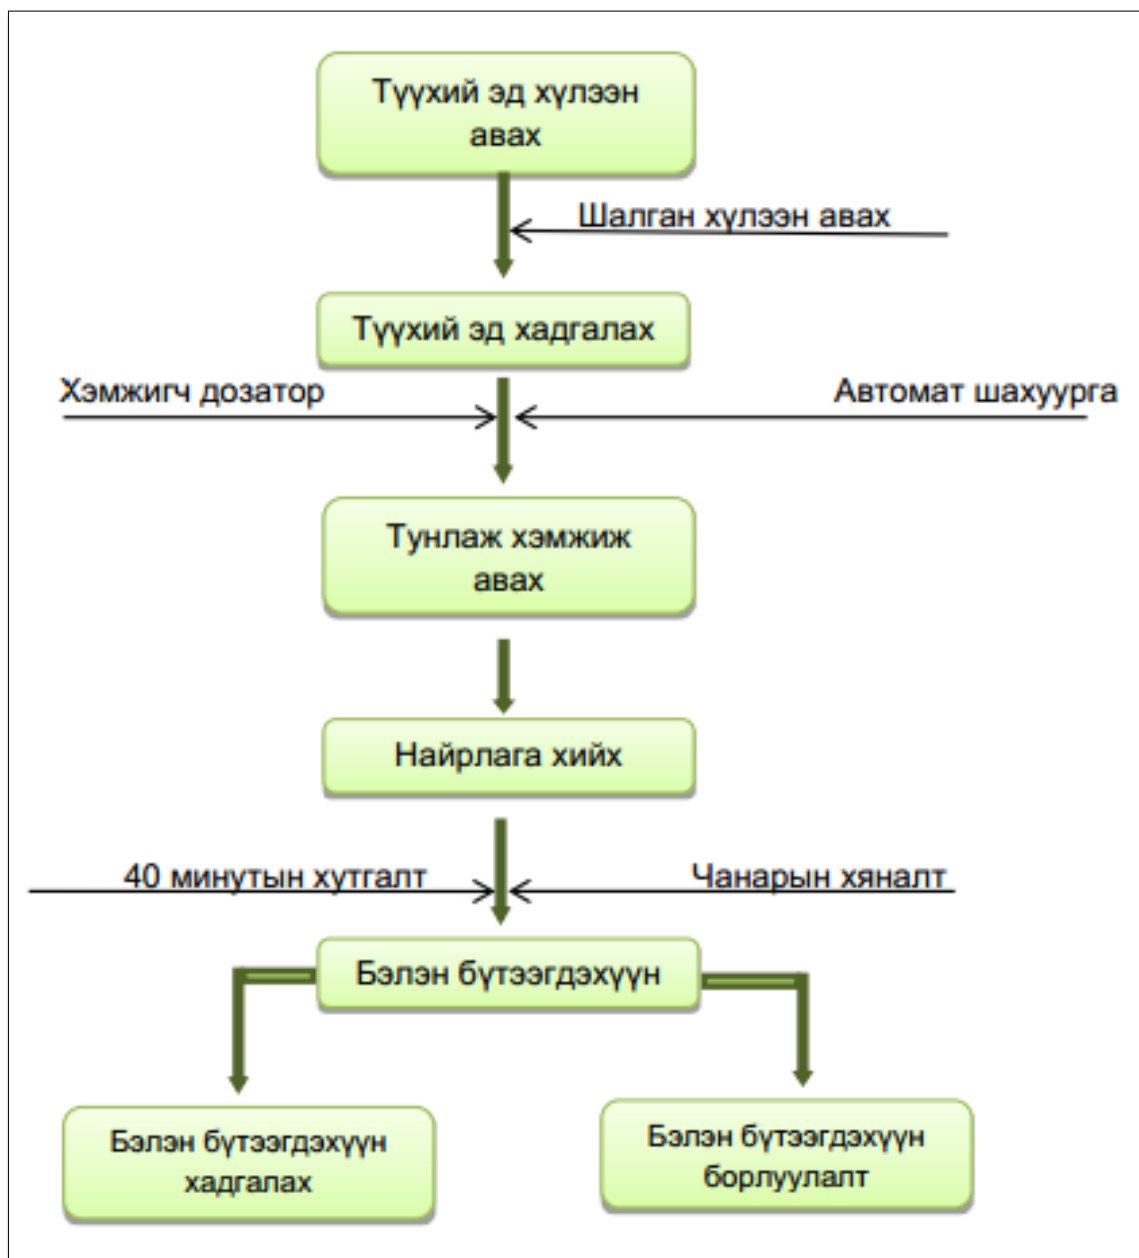 Түүхий эд хүлээн
авах
Шалган хүлээн авах
Түүхий эд хадгалах
Хэмжигч дозатор
Автомат шахуурга
Тунлаж хэмжиж
авах
Найрлага хийх
40 минутын хутгалт
Чанарын хяналт
Бэлэн бүтээгдэхүүн
Бэлэн бүтээгдэхүүн
хадгалах
Бэлэн бүтээгдэхүүн
борлуулалт